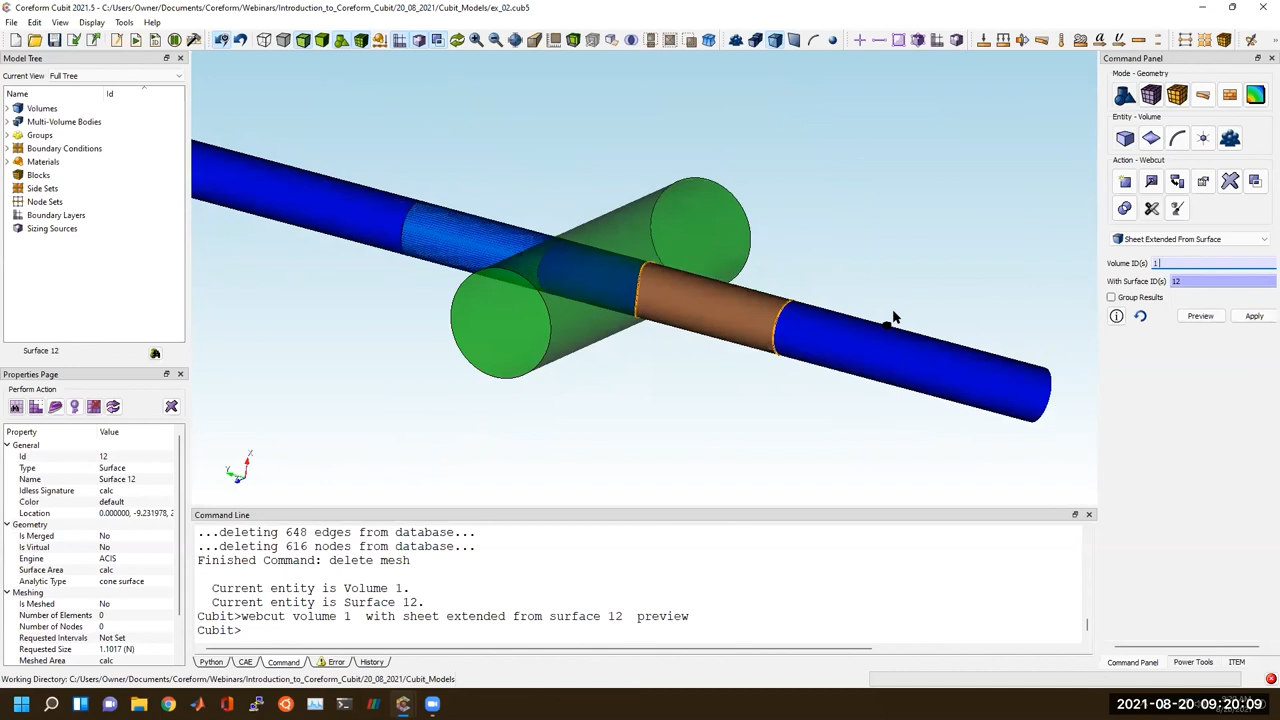 Coreform Cubit 2021.5 - C:/Users/Owner/Documents/Coreform/Webinars/Introduction_to_Coreform_Cubit/20_08_2021/Cubit_Models/ex_02.cub5
File Edit View Display Tools Help
Model Tree
Current View Full Tree
Name Id
Volumes
Multi-Volume Bodies
Groups
Boundary Conditions
Materials
Blocks
Side Sets
Node Sets
Boundary Layers
Sizing Sources
Surface 12
Properties Page
Perform Action
Property Value
General
Id 12
Type Surface
Name Surface 12
Idless Signature calc
Color default
Location 0.000000, -9.231978, 2
Geometry
Is Merged No
Is Virtual No
Engine ACIS
Surface Area calc
Analytic Type cone surface
Meshing
Is Meshed No
Number of Elements 0
Number of Nodes 0
Requested Intervals Not Set
Requested Size 1.1017 (N)
Meshed Area calc
X
Y
Command Line
...deleting 648 edges from database...
...deleting 616 nodes from database...
Finished Command: delete mesh
Current entity is Volume 1.
Current entity is Surface 12.
Cubit>webcut volume 1 with sheet extended from surface 12 preview
Cubit>
Python CAE Command Error History
Command Panel
Mode - Geometry
Entity - Volume
Action - Webcut
Sheet Extended From Surface
Volume ID(s) 1
With Surface ID(s) 12
Group Results
Preview Apply
Command Panel Power Tools ITEM
Working Directory: C:/Users/Owner/Documents/Coreform/Webinars/Introduction_to_Coreform_Cubit/20_08_2021/Cubit_Models
2021-08-20 09:20:09